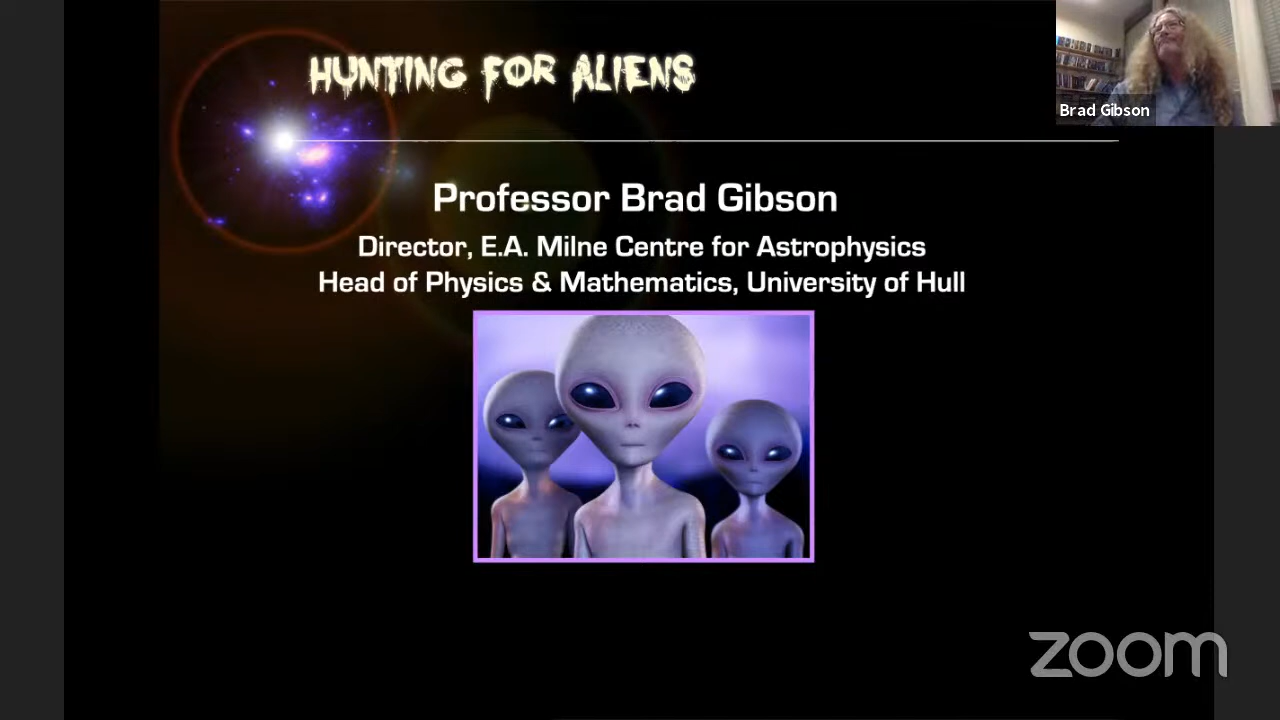 HUNTING FOR ALIENS
Brad Gibson
Professor Brad Gibson
Director, E.A. Milne Centre for Astrophysics
Head of Physics & Mathematics, University of Hull
zoom